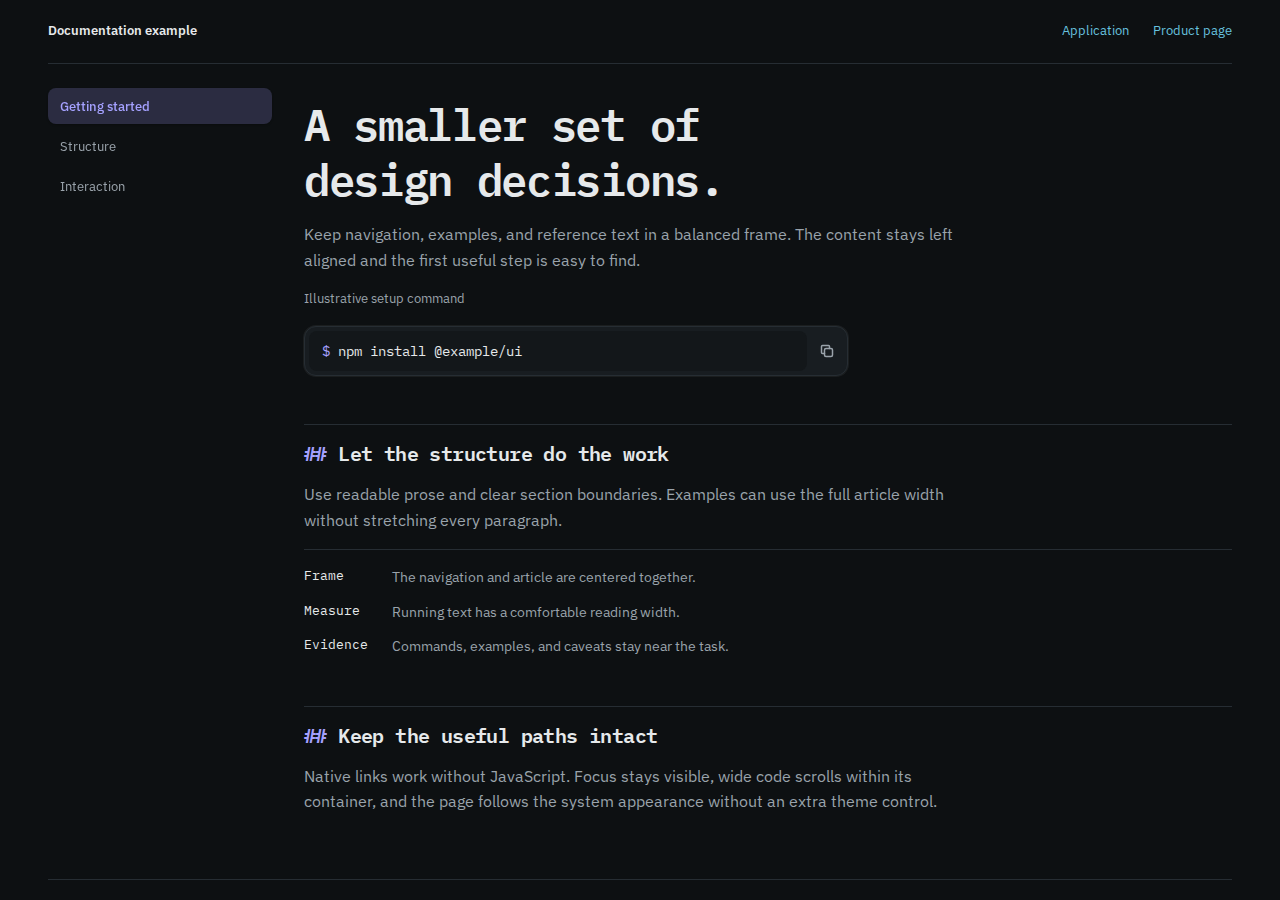 Documentation example
Application
Product page
Getting started
Structure
Interaction
A smaller set of
design decisions.
Keep navigation, examples, and reference text in a balanced frame. The content stays left
aligned and the first useful step is easy to find.
Illustrative setup command
$ npm install @example/ui
## Let the structure do the work
Use readable prose and clear section boundaries. Examples can use the full article width
without stretching every paragraph.
Frame The navigation and article are centered together.
Measure Running text has a comfortable reading width.
Evidence Commands, examples, and caveats stay near the task.
## Keep the useful paths intact
Native links work without JavaScript. Focus stays visible, wide code scrolls within its
container, and the page follows the system appearance without an extra theme control.